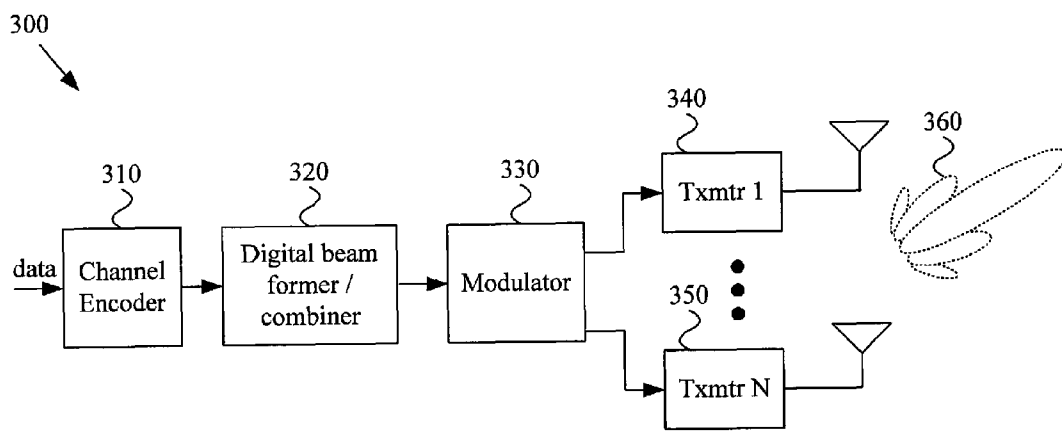 300
310
320
330
340
360
data
Channel
Encoder
Digital beam
former /
combiner
Modulator
Txmtr 1
350
Txmtr N